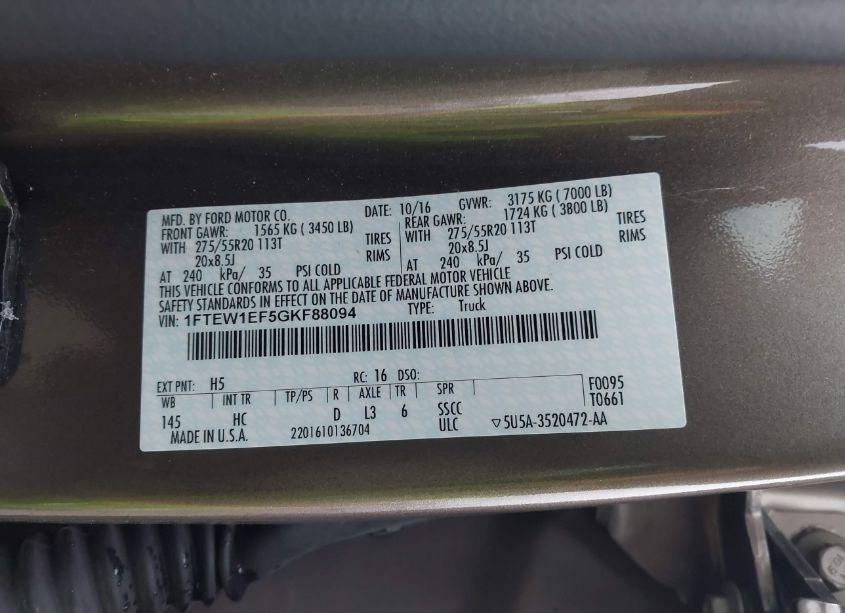 MFD. BY FORD MOTOR CO. DATE: 10/16 GVWR: 3175 KG ( 7000 LB)
FRONT GAWR: 1565 KG ( 3450 LB) REAR GAWR: 1724 KG ( 3800 LB)
WITH 275/55R20 113T TIRES WITH 275/55R20 113T TIRES
20x8.5J RIMS 20x8.5J RIMS
AT 240 kPa/ 35 PSI COLD AT 240 kPa/ 35 PSI COLD
THIS VEHICLE CONFORMS TO ALL APPLICABLE FEDERAL MOTOR VEHICLE
SAFETY STANDARDS IN EFFECT ON THE DATE OF MANUFACTURE SHOWN ABOVE.
VIN: 1FTEW1EF5GKF88094 TYPE: Truck
EXT PNT: H5 RC: 16 DSO: F0095
WB INT TR TP/PS R AXLE TR SPR T0661
145 HC D L3 6 SSCC
MADE IN U.S.A. 2201610136704 ULC ▽5U5A-3520472-AA